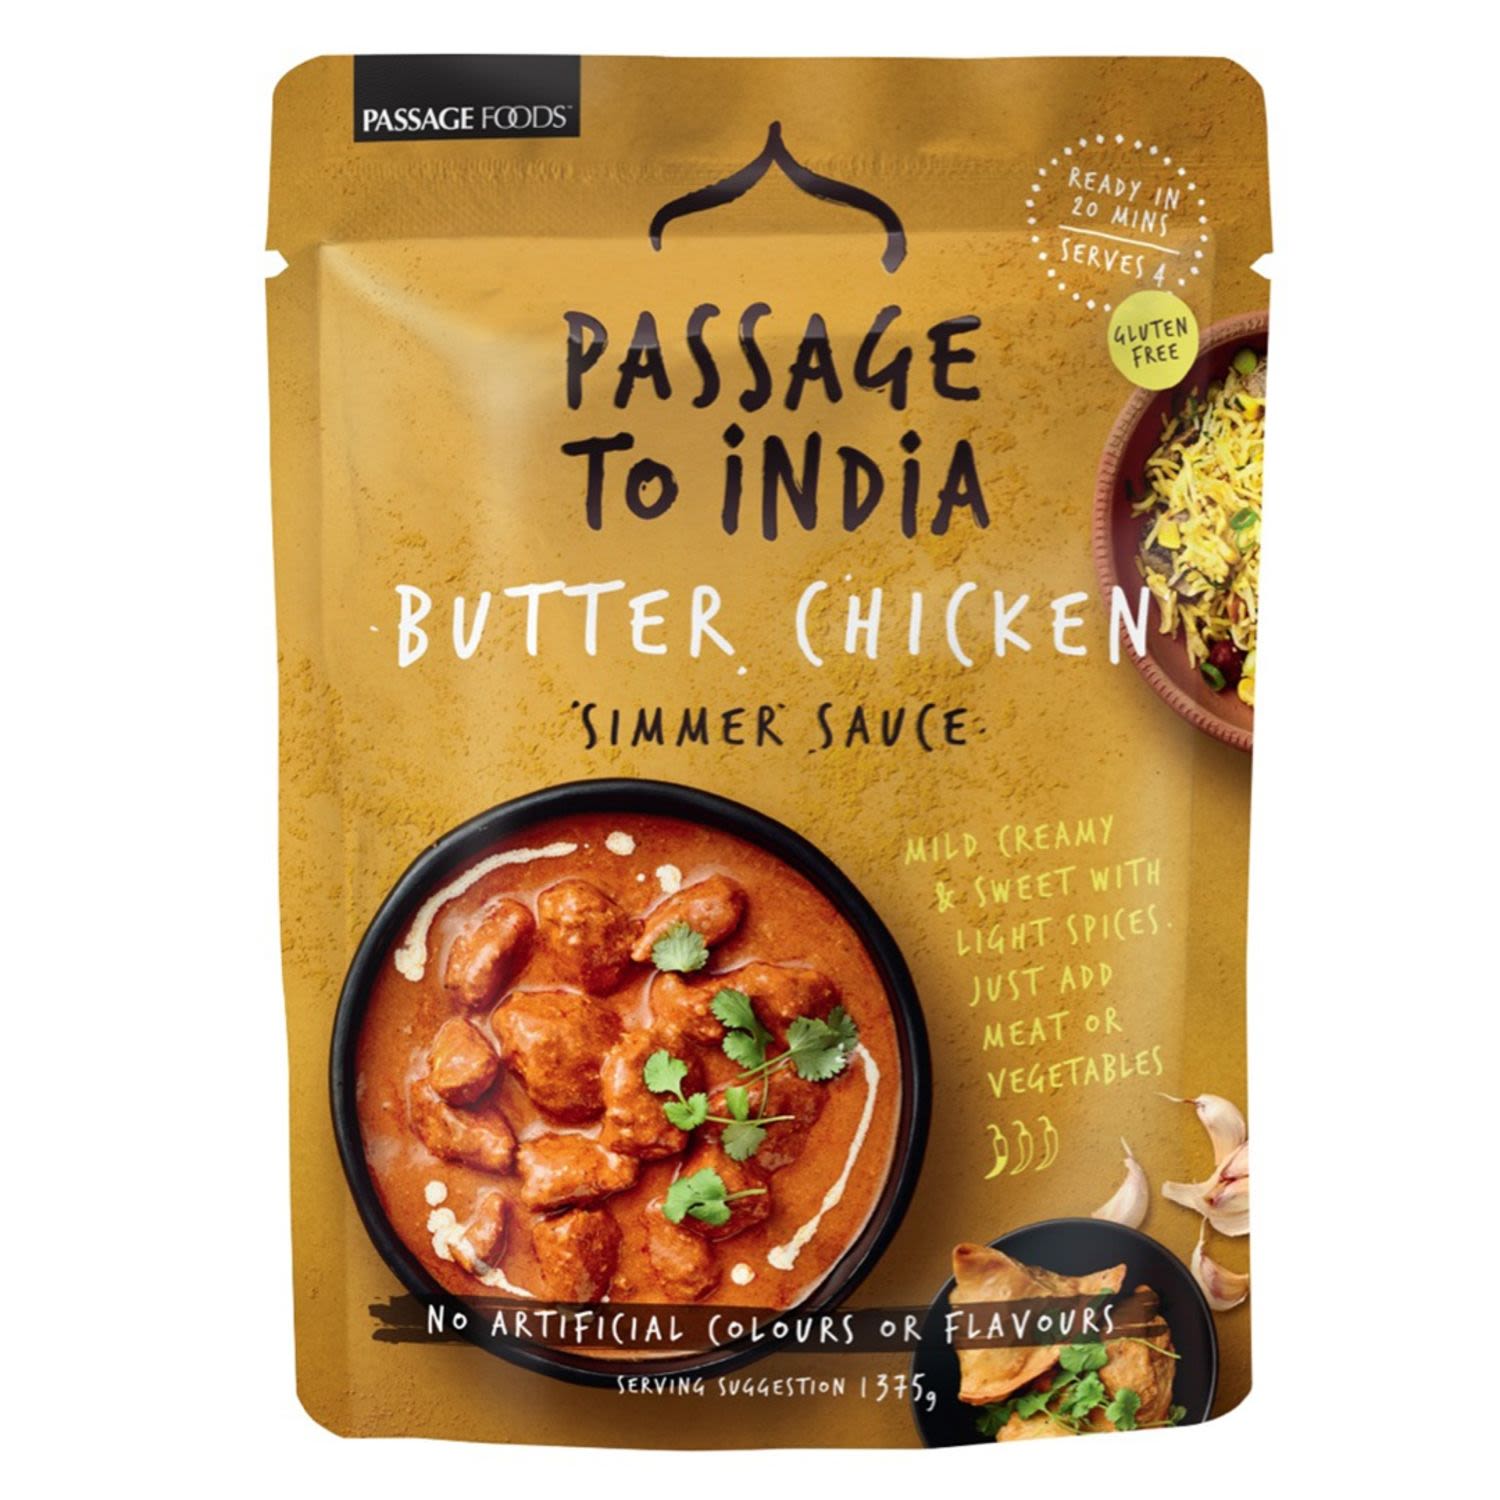 PASSAGE FOODS™
READY IN
20 MINS
SERVES 4
GLUTEN
FREE
PASSAGE
TO INDIA
BUTTER CHICKEN
SIMMER SAUCE
MILD CREAMY
& SWEET WITH
LIGHT SPICES.
JUST ADD
MEAT OR
VEGETABLES
NO ARTIFICIAL COLOURS OR FLAVOURS
SERVING SUGGESTION | 375g